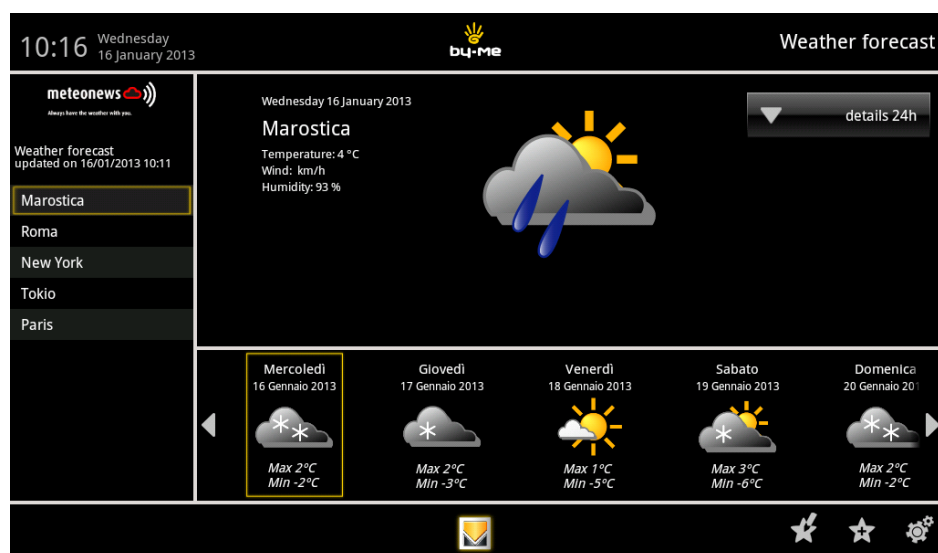 10:16
Wednesday
16 January 2013
by-me
Weather forecast
meteonews
Always have the weather with you.
Weather forecast
updated on 16/01/2013 10:11
Marostica
Roma
New York
Tokio
Paris
Wednesday 16 January 2013
Marostica
Temperature: 4 °C
Wind: km/h
Humidity: 93 %
details 24h
Mercoledì
16 Gennaio 2013
Max 2°C
Min -2°C
Giovedì
17 Gennaio 2013
Max 2°C
Min -3°C
Venerdì
18 Gennaio 2013
Max 1°C
Min -5°C
Sabato
19 Gennaio 2013
Max 3°C
Min -6°C
Domenica
20 Gennaio 201
Max 2°C
Min -2°C